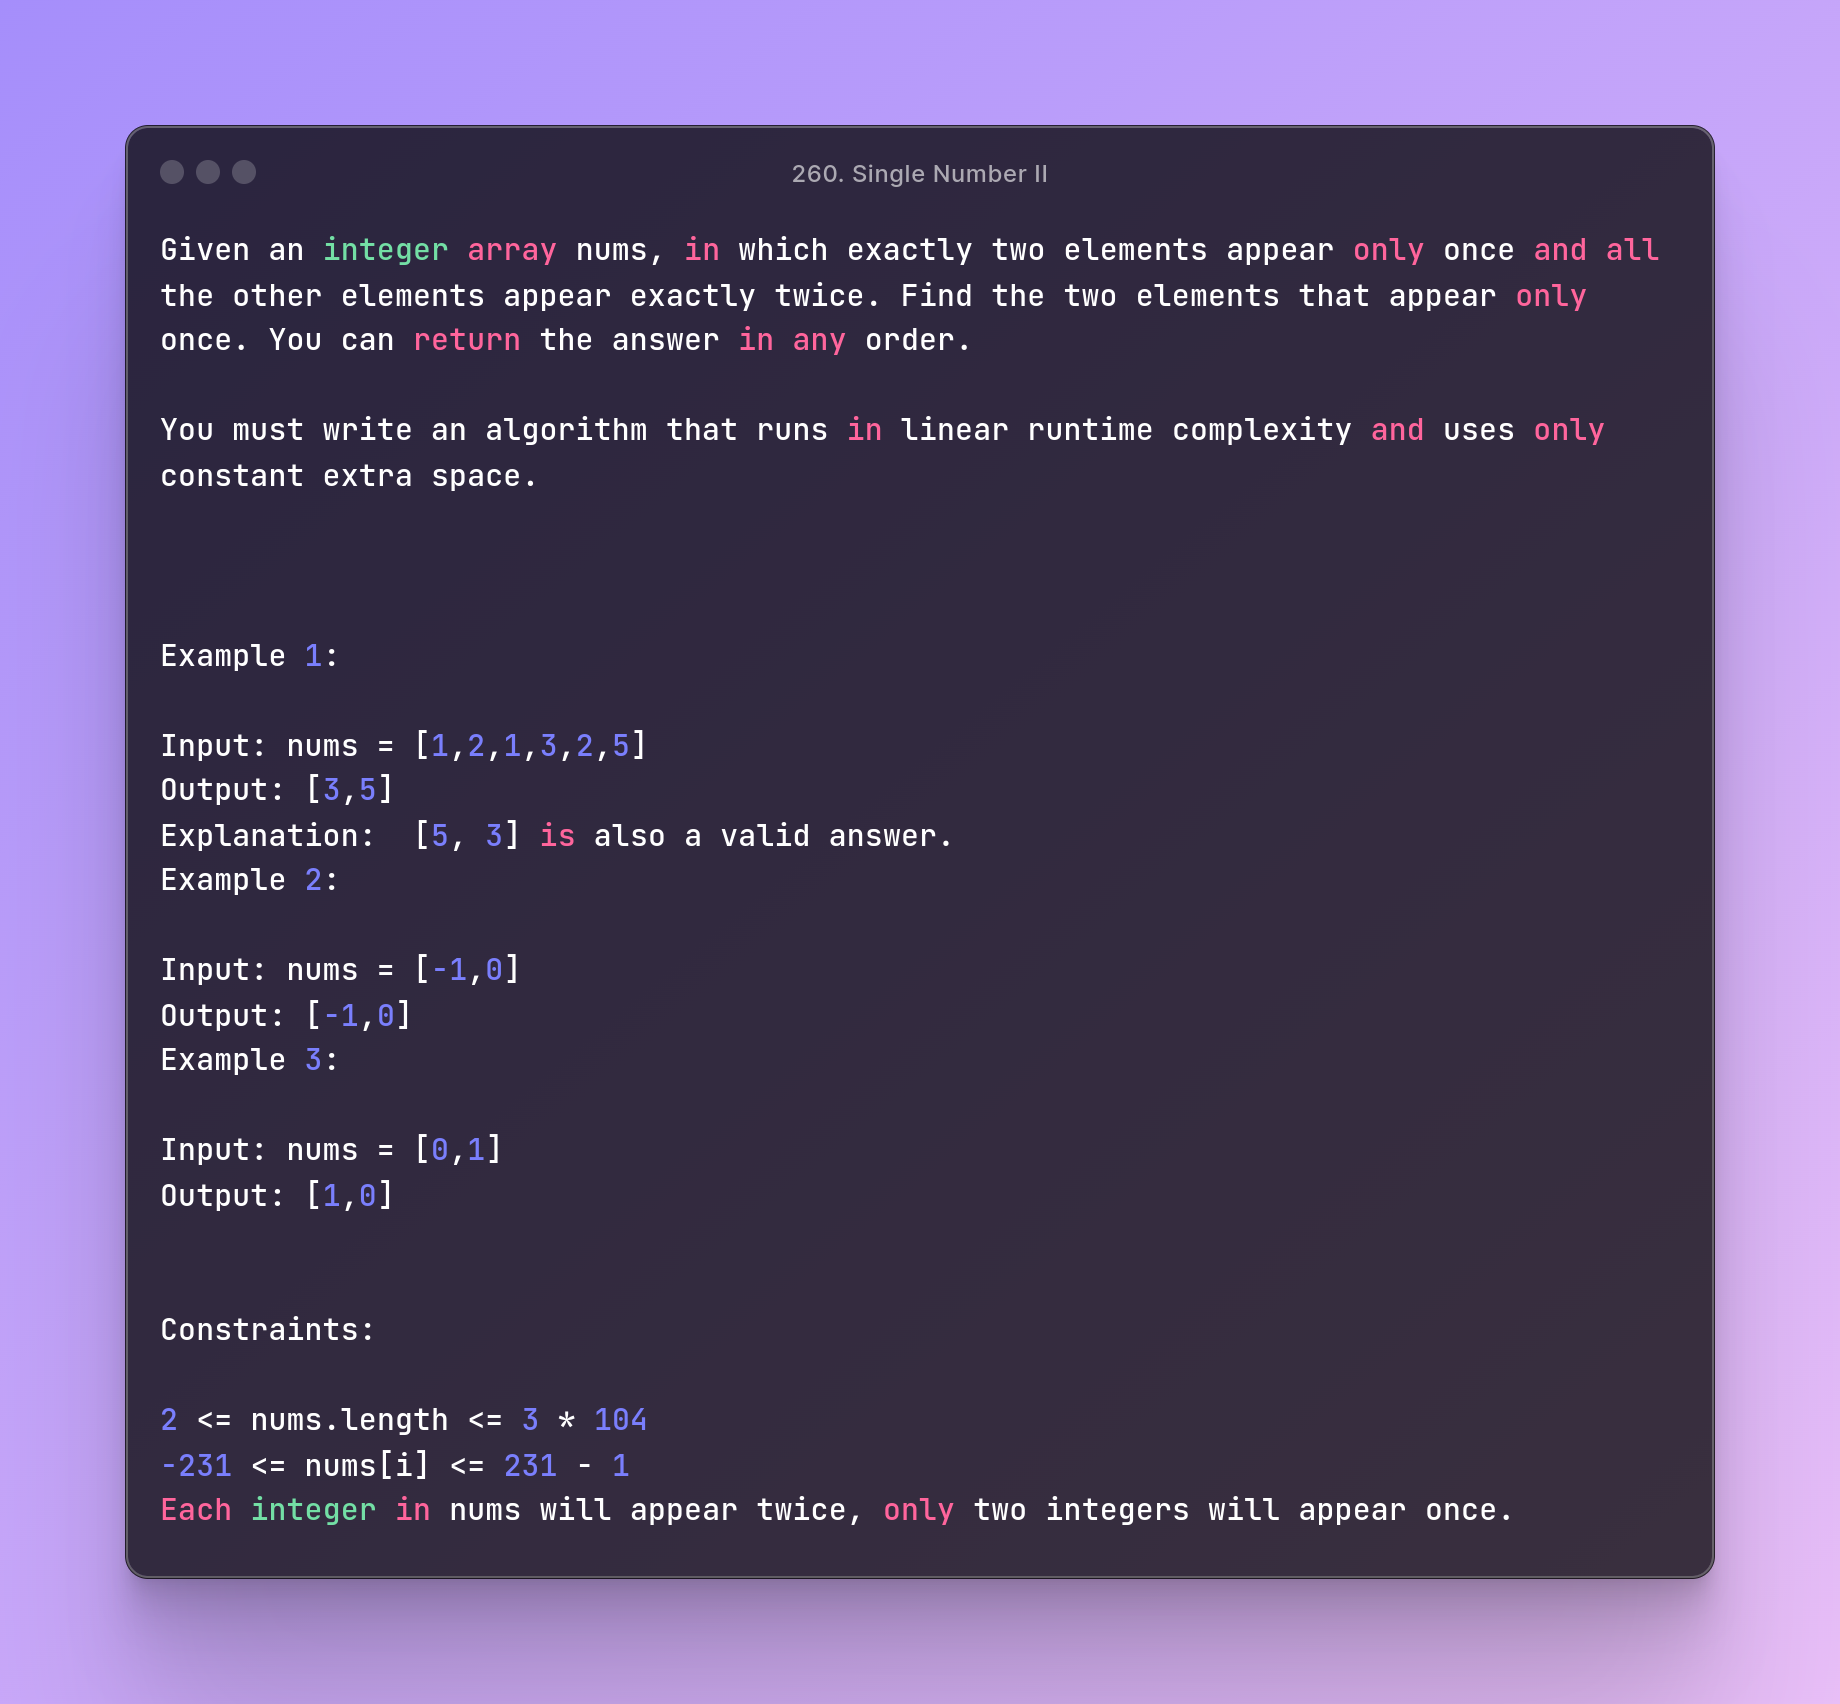 260. Single Number II
Given an integer array nums, in which exactly two elements appear only once and all
the other elements appear exactly twice. Find the two elements that appear only
once. You can return the answer in any order.
You must write an algorithm that runs in linear runtime complexity and uses only
constant extra space.
Example 1:
Input: nums = [1,2,1,3,2,5]
Output: [3,5]
Explanation:  [5, 3] is also a valid answer.
Example 2:
Input: nums = [-1,0]
Output: [-1,0]
Example 3:
Input: nums = [0,1]
Output: [1,0]
Constraints:
2 <= nums.length <= 3 * 104
-231 <= nums[i] <= 231 - 1
Each integer in nums will appear twice, only two integers will appear once.